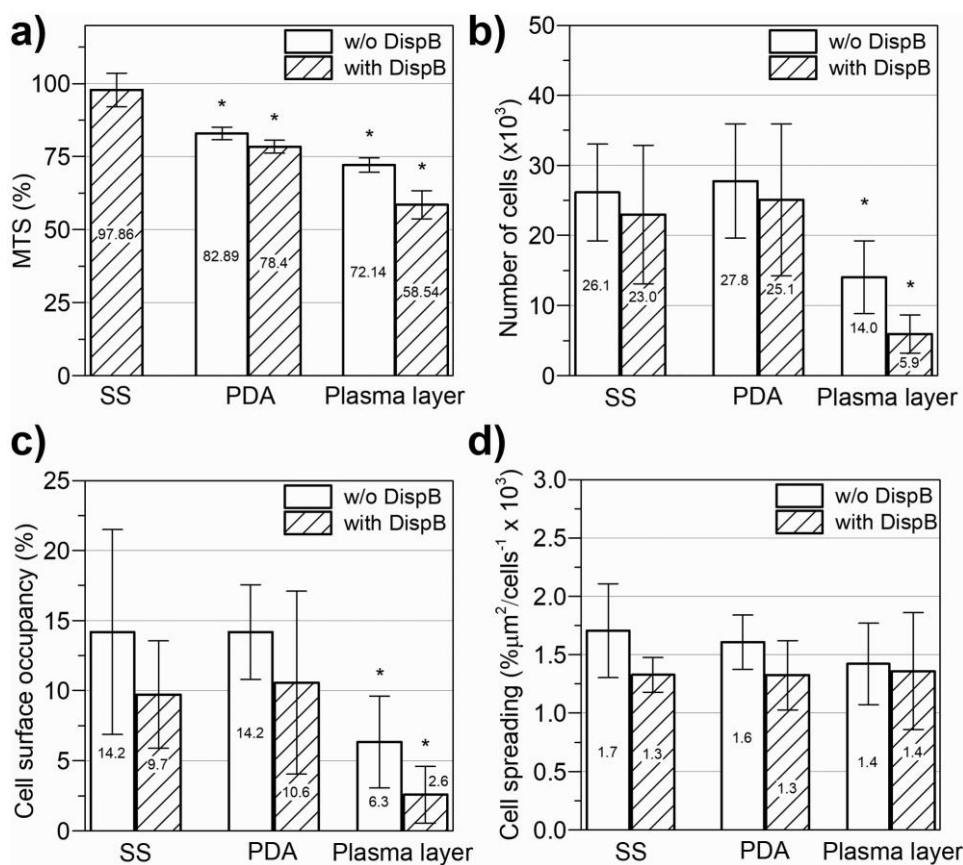 a)
w/o DispB
with DispB
MTS (%)
100
75
50
25
0
97.86
82.89
*
78.4
*
72.14
*
58.54
*
SS
PDA
Plasma layer
b)
w/o DispB
with DispB
Number of cells (x10³)
50
40
30
20
10
0
26.1
23.0
27.8
25.1
14.0
*
5.9
*
SS
PDA
Plasma layer
c)
w/o DispB
with DispB
Cell surface occupancy (%)
25
20
15
10
5
0
14.2
9.7
14.2
10.6
6.3
*
2.6
*
SS
PDA
Plasma layer
d)
w/o DispB
with DispB
Cell spreading (%μm²/cells⁻¹ x 10³)
3.0
2.5
2.0
1.5
1.0
0.5
0.0
1.7
1.3
1.6
1.3
1.4
1.4
SS
PDA
Plasma layer